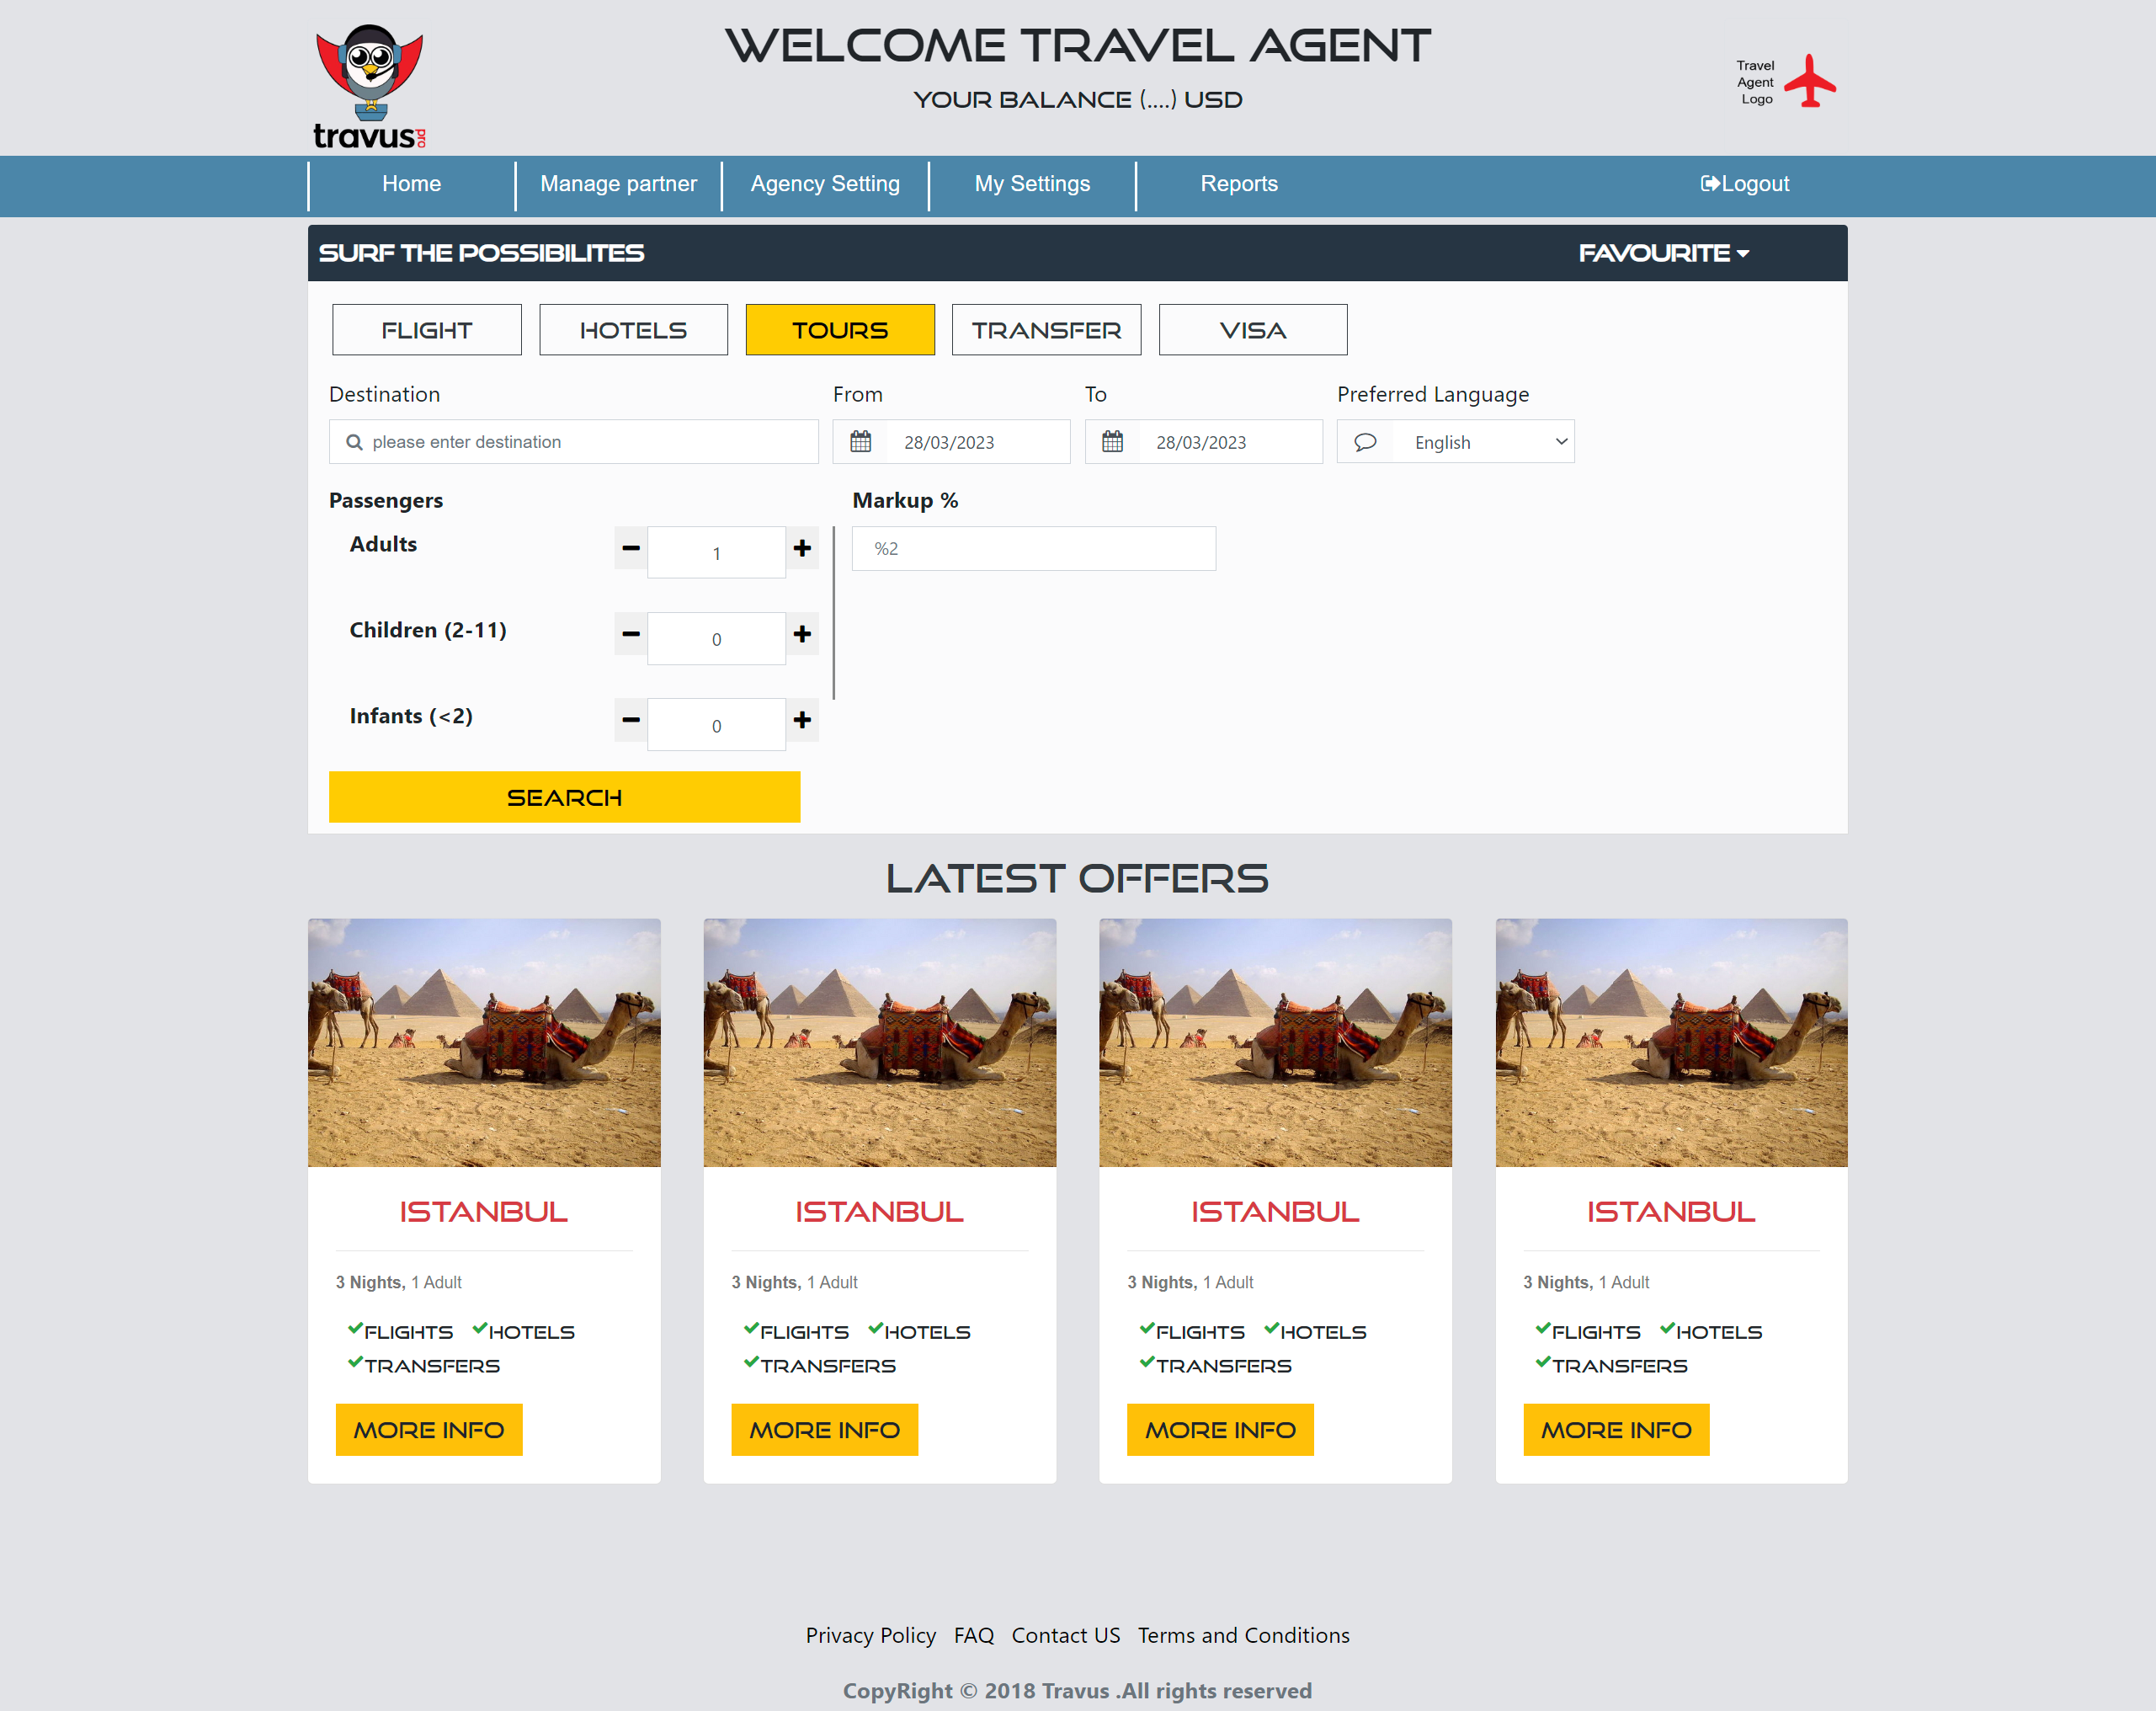 WELCOME TRAVEL AGENT
YOUR BALANCE (....) USD
travus pro
Travel
Agent
Logo
Home Manage partner Agency Setting My Settings Reports Logout
SURF THE POSSIBILITES FAVOURITE
FLIGHT HOTELS TOURS TRANSFER VISA
Destination From To Preferred Language
please enter destination 28/03/2023 28/03/2023 English
Passengers Markup %
Adults 1 %2
Children (2-11) 0
Infants (<2) 0
SEARCH
LATEST OFFERS
ISTANBUL ISTANBUL ISTANBUL ISTANBUL
3 Nights, 1 Adult 3 Nights, 1 Adult 3 Nights, 1 Adult 3 Nights, 1 Adult
FLIGHTS HOTELS FLIGHTS HOTELS FLIGHTS HOTELS FLIGHTS HOTELS
TRANSFERS TRANSFERS TRANSFERS TRANSFERS
MORE INFO MORE INFO MORE INFO MORE INFO
Privacy Policy FAQ Contact US Terms and Conditions
CopyRight © 2018 Travus .All rights reserved